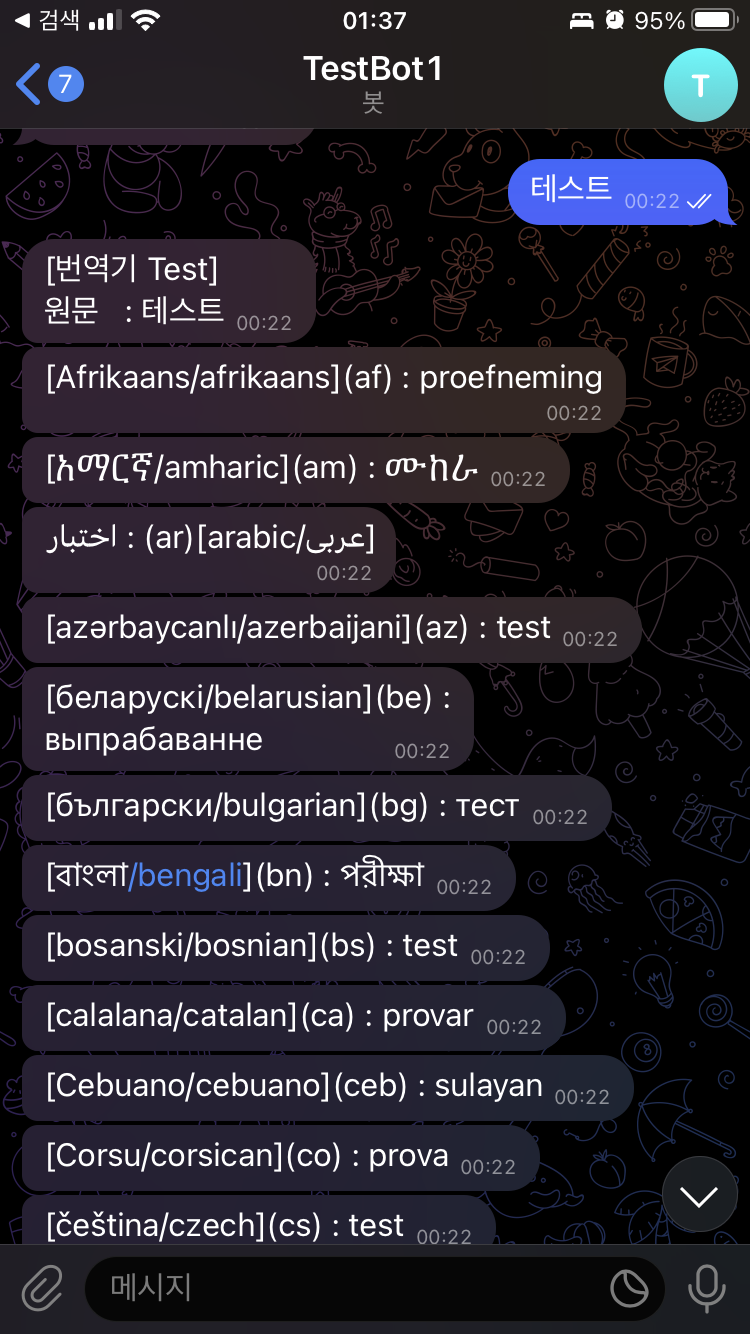 ◀ 검색
01:37
95%
7
TestBot1
봇
T
테스트 00:22
[번역기 Test]
원문 : 테스트 00:22
[Afrikaans/afrikaans](af) : proefneming
00:22
[አማርኛ/amharic](am) : ሙከራ 00:22
[عربى/arabic](ar) : اختبار
00:22
[azərbaycanlı/azerbaijani](az) : test 00:22
[беларускі/belarusian](be) :
выпрабаванне 00:22
[български/bulgarian](bg) : тест 00:22
[বাংলা/bengali](bn) : পরীক্ষা 00:22
[bosanski/bosnian](bs) : test 00:22
[calalana/catalan](ca) : provar 00:22
[Cebuano/cebuano](ceb) : sulayan 00:22
[Corsu/corsican](co) : prova 00:22
[čeština/czech](cs) : test 00:22
메시지